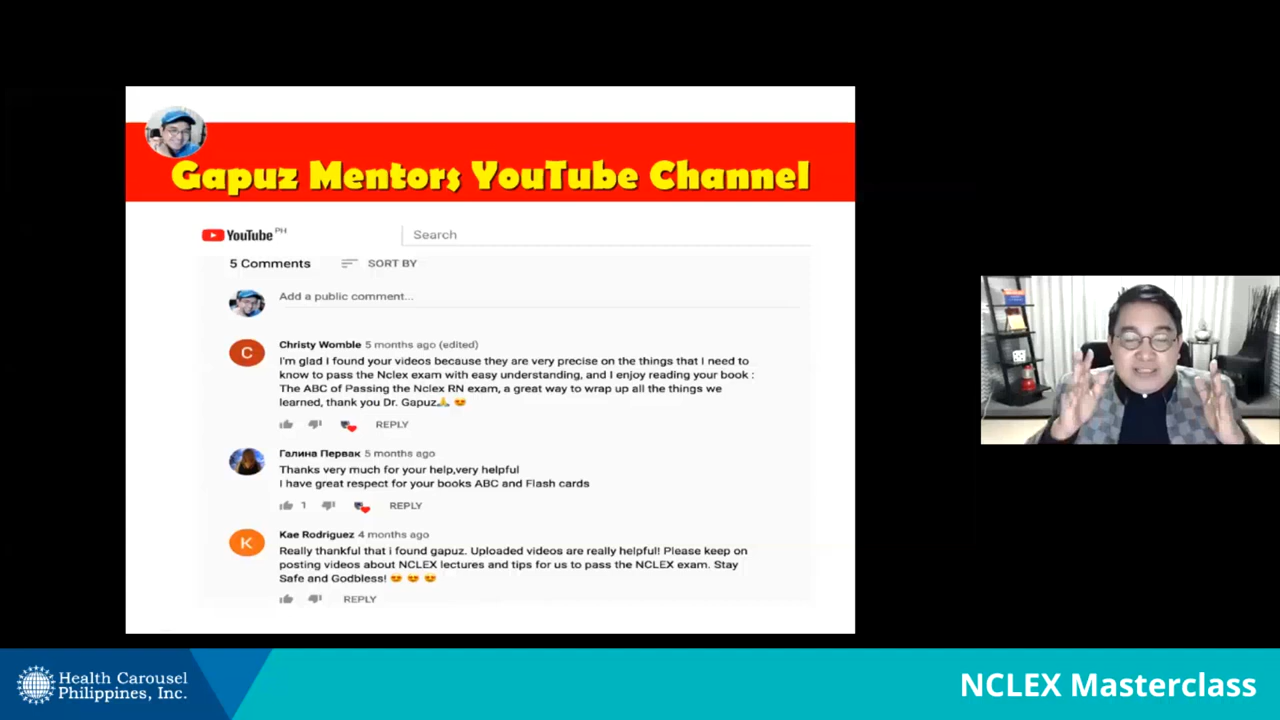 Gapuz Mentors YouTube Channel
YouTube PH
Search
5 Comments SORT BY
Add a public comment...
C
Christy Womble 5 months ago (edited)
I'm glad I found your videos because they are very precise on the things that I need to
know to pass the Nclex exam with easy understanding, and I enjoy reading your book :
The ABC of Passing the Nclex RN exam, a great way to wrap up all the things we
learned, thank you Dr. Gapuz🙏 😍
REPLY
Галина Первак 5 months ago
Thanks very much for your help,very helpful
I have great respect for your books ABC and Flash cards
1 REPLY
K
Kae Rodriguez 4 months ago
Really thankful that i found gapuz. Uploaded videos are really helpful! Please keep on
posting videos about NCLEX lectures and tips for us to pass the NCLEX exam. Stay
Safe and Godbless! 😍 😍 😍
REPLY
Health Carousel
Philippines, Inc.
NCLEX Masterclass